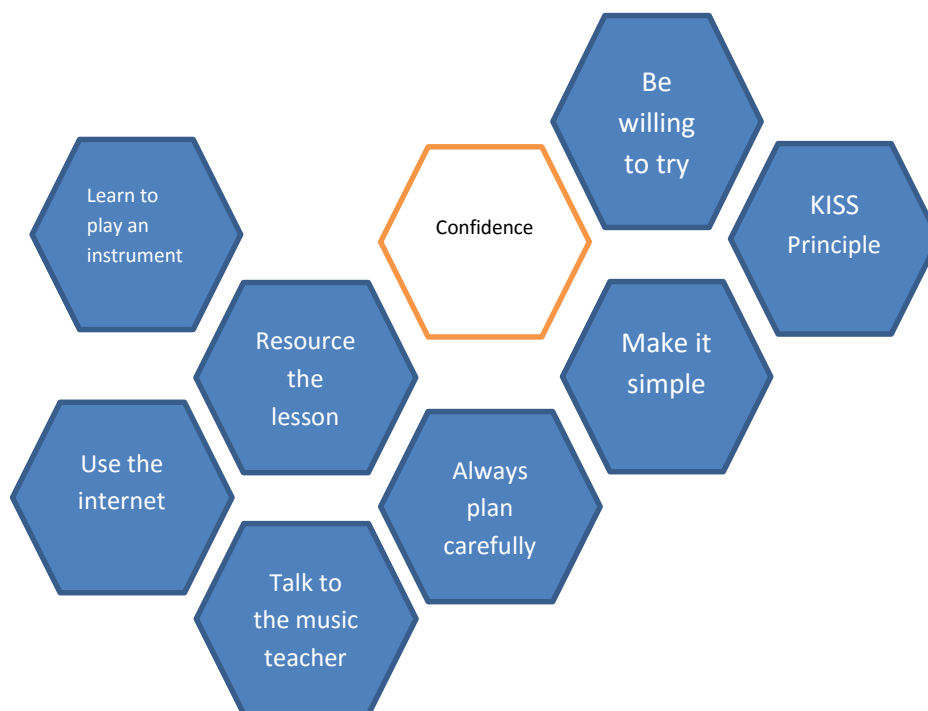 Be
willing
to try
Learn to
play an
instrument
Confidence
KISS
Principle
Resource
the
lesson
Make it
simple
Use the
internet
Always
plan
carefully
Talk to
the music
teacher